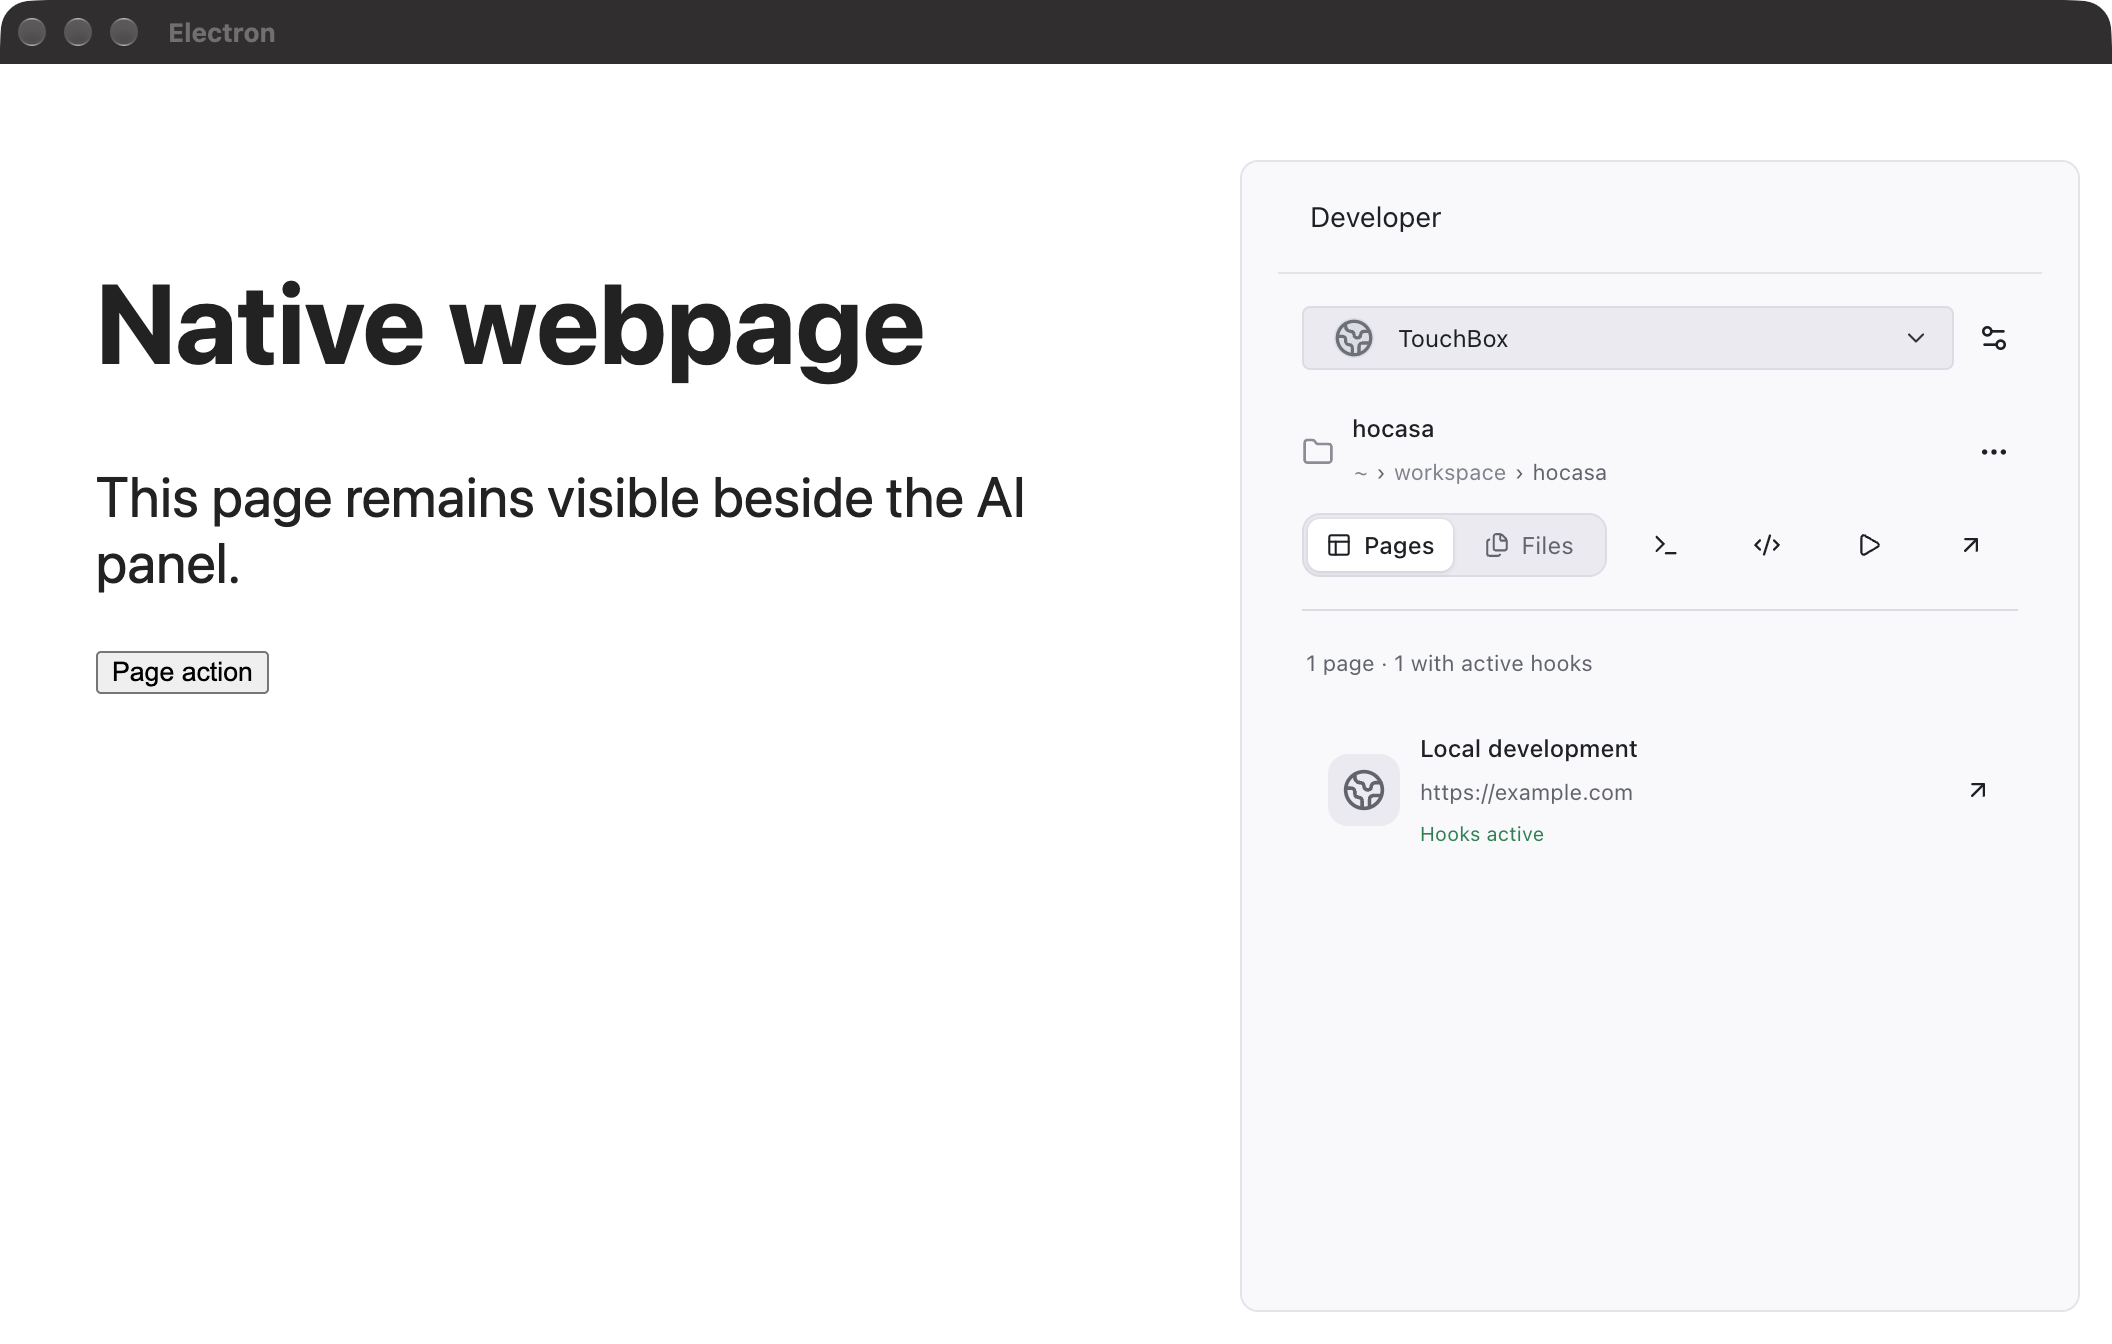 Electron
Native webpage
This page remains visible beside the AI
panel.
Page action
Developer
TouchBox
hocasa
~ › workspace › hocasa
Pages Files
1 page · 1 with active hooks
Local development
https://example.com
Hooks active